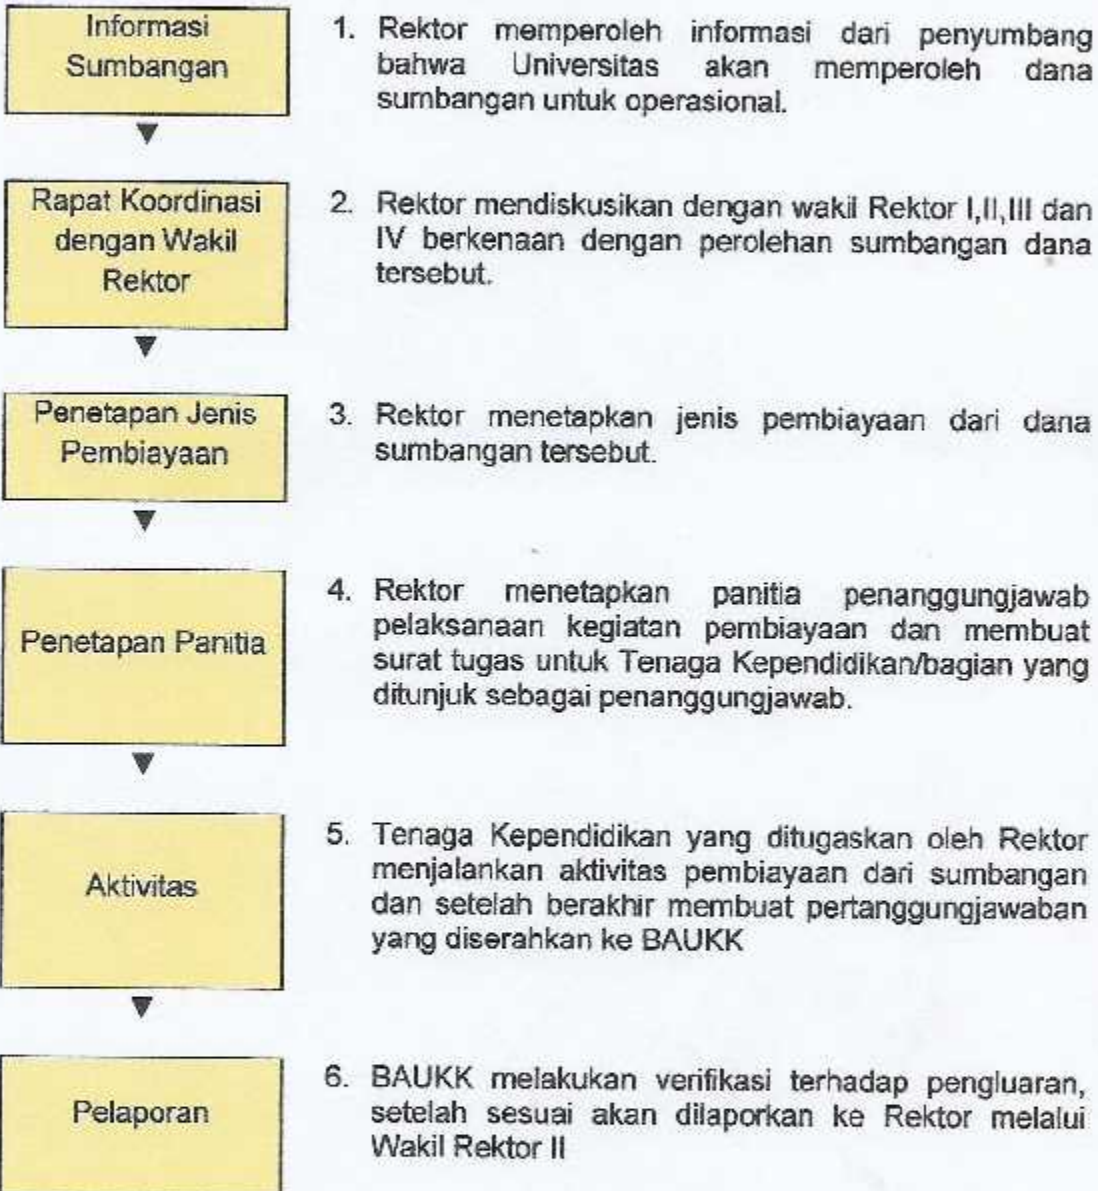 Informasi
Sumbangan
1. Rektor memperoleh informasi dari penyumbang
bahwa Universitas akan memperoleh dana
sumbangan untuk operasional.
Rapat Koordinasi
dengan Wakil
Rektor
2. Rektor mendiskusikan dengan wakil Rektor I,II,III dan
IV berkenaan dengan perolehan sumbangan dana
tersebut.
Penetapan Jenis
Pembiayaan
3. Rektor menetapkan jenis pembiayaan dari dana
sumbangan tersebut.
Penetapan Panitia
4. Rektor menetapkan panitia penanggungjawab
pelaksanaan kegiatan pembiayaan dan membuat
surat tugas untuk Tenaga Kependidikan/bagian yang
ditunjuk sebagai penanggungjawab.
Aktivitas
5. Tenaga Kependidikan yang ditugaskan oleh Rektor
menjalankan aktivitas pembiayaan dari sumbangan
dan setelah berakhir membuat pertanggungjawaban
yang diserahkan ke BAUKK
Pelaporan
6. BAUKK melakukan verifikasi terhadap pengluaran,
setelah sesuai akan dilaporkan ke Rektor melalui
Wakil Rektor II